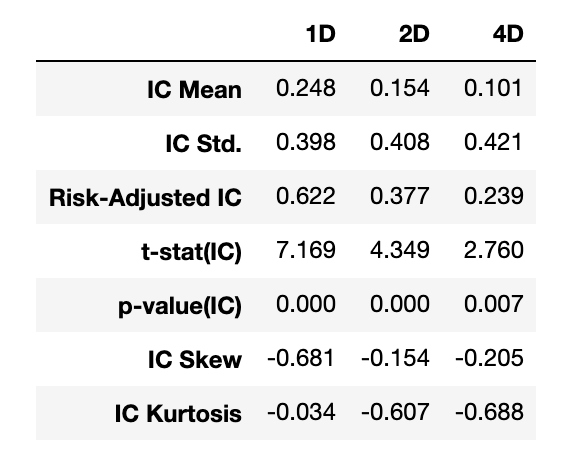 1D 2D 4D
IC Mean 0.248 0.154 0.101
IC Std. 0.398 0.408 0.421
Risk-Adjusted IC 0.622 0.377 0.239
t-stat(IC) 7.169 4.349 2.760
p-value(IC) 0.000 0.000 0.007
IC Skew -0.681 -0.154 -0.205
IC Kurtosis -0.034 -0.607 -0.688